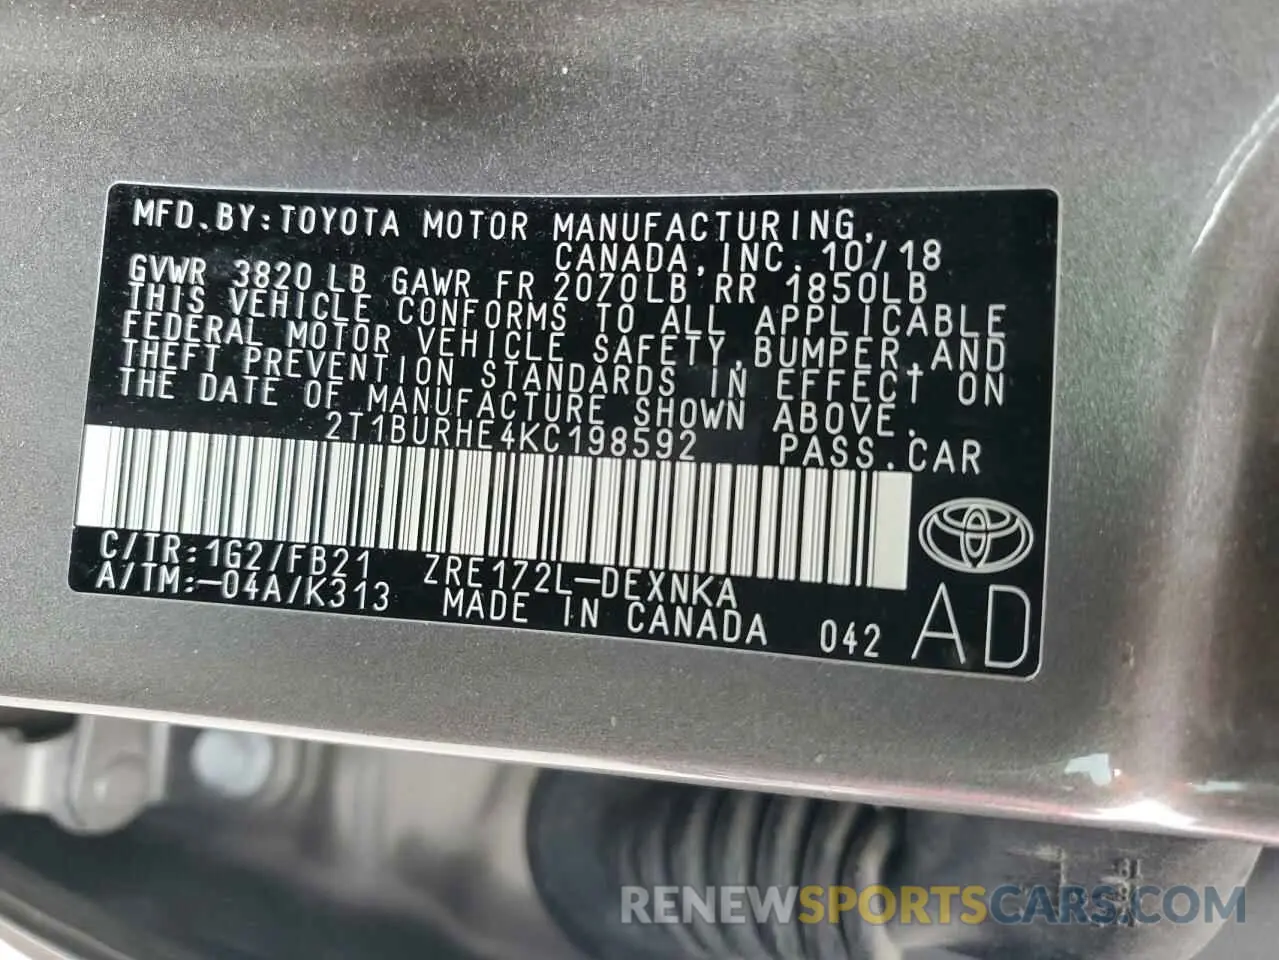 MFD.BY:TOYOTA MOTOR MANUFACTURING,
CANADA, INC. 10/18
GVWR 3820LB GAWR FR 2070LB RR 1850LB
THIS VEHICLE CONFORMS TO ALL APPLICABLE
FEDERAL MOTOR VEHICLE SAFETY,BUMPER,AND
THEFT PREVENTION STANDARDS IN EFFECT ON
THE DATE OF MANUFACTURE SHOWN ABOVE.
2T1BURHE4KC198592 PASS.CAR
C/TR:1G2/FB21 ZRE172L-DEXNKA
A/TM:-04A/K313 MADE IN CANADA 042
AD
RENEWSPORTSCARS.COM